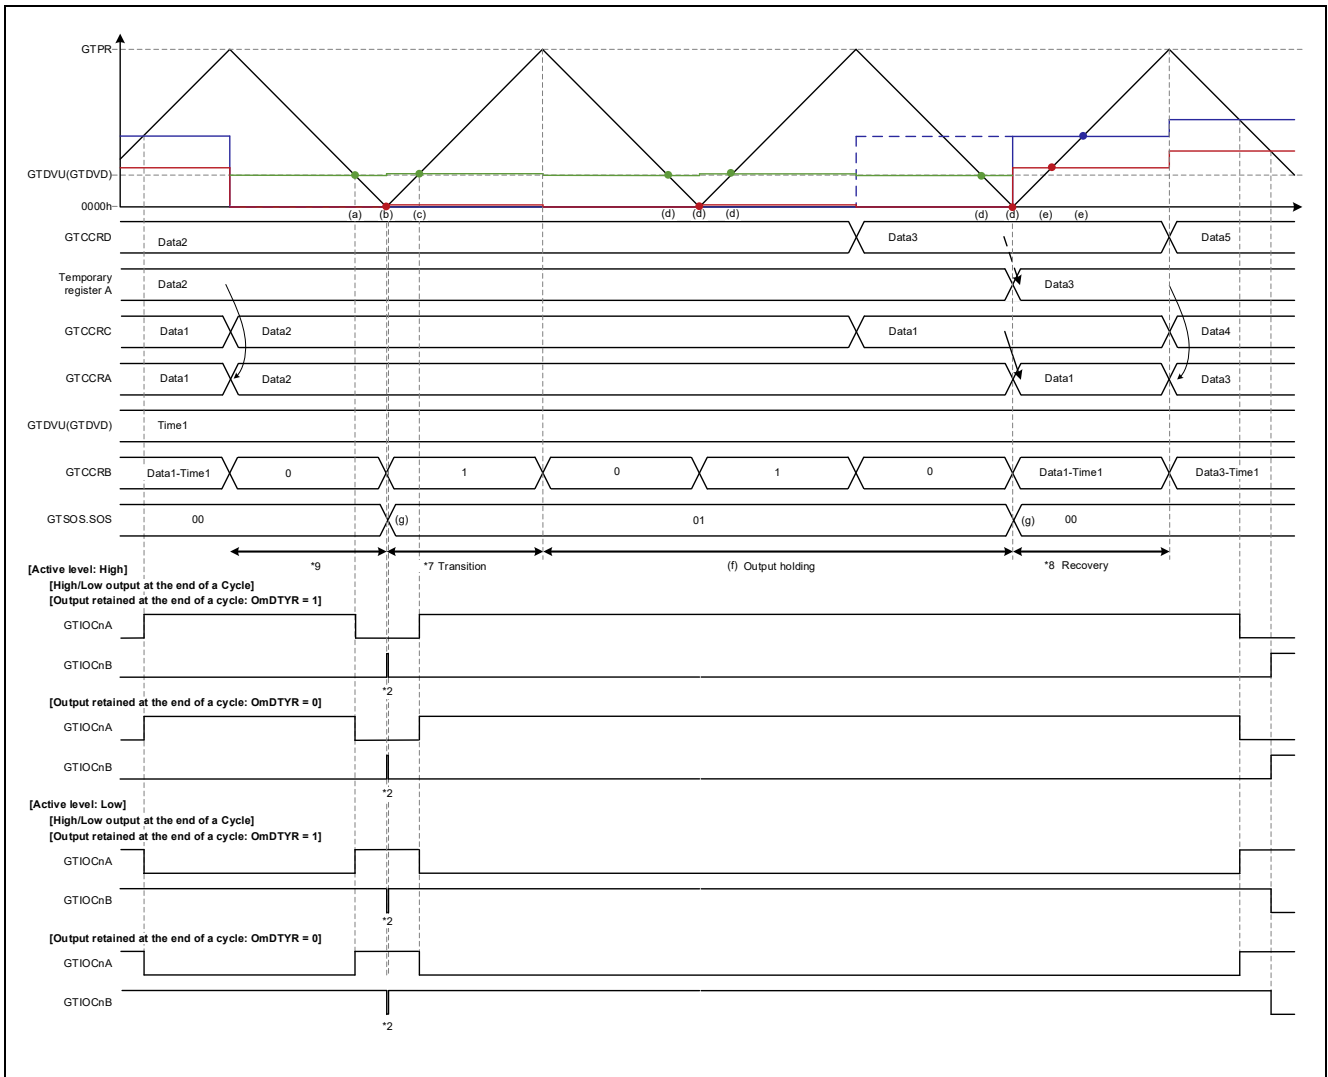 GTPR
GTDVU(GTDVD)
0000h
(a) (b) (c) (d) (d) (d) (d) (d) (e) (e)
GTCCRD Data2 Data3 Data5
Temporary
register A Data2 Data3
GTCCRC Data1 Data2 Data1 Data4
GTCCRA Data1 Data2 Data1 Data3
GTDVU(GTDVD) Time1
GTCCRB Data1-Time1 0 1 0 1 0 Data1-Time1 Data3-Time1
GTSOS.SOS 00 (g) 01 (g) 00
*9 *7 Transition (f) Output holding *8 Recovery
[Active level: High]
[High/Low output at the end of a Cycle]
[Output retained at the end of a cycle: OmDTYR = 1]
GTIOCnA
GTIOCnB
*2
[Output retained at the end of a cycle: OmDTYR = 0]
GTIOCnA
GTIOCnB
*2
[Active level: Low]
[High/Low output at the end of a Cycle]
[Output retained at the end of a cycle: OmDTYR = 1]
GTIOCnA
GTIOCnB
*2
[Output retained at the end of a cycle: OmDTYR = 0]
GTIOCnA
GTIOCnB
*2